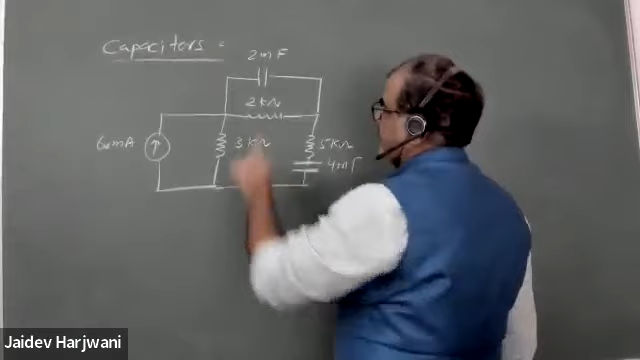 Capacitors =
2mF
2kΩ
6mA
3kΩ
5kΩ
4mF
Jaidev Harjwani